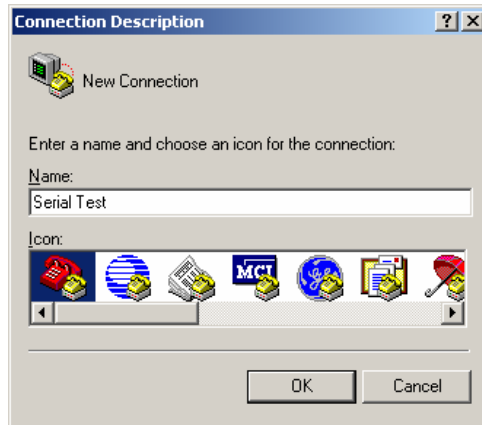 Connection Description
New Connection
Enter a name and choose an icon for the connection:
Name:
Serial Test
Icon:
MCI
OK
Cancel